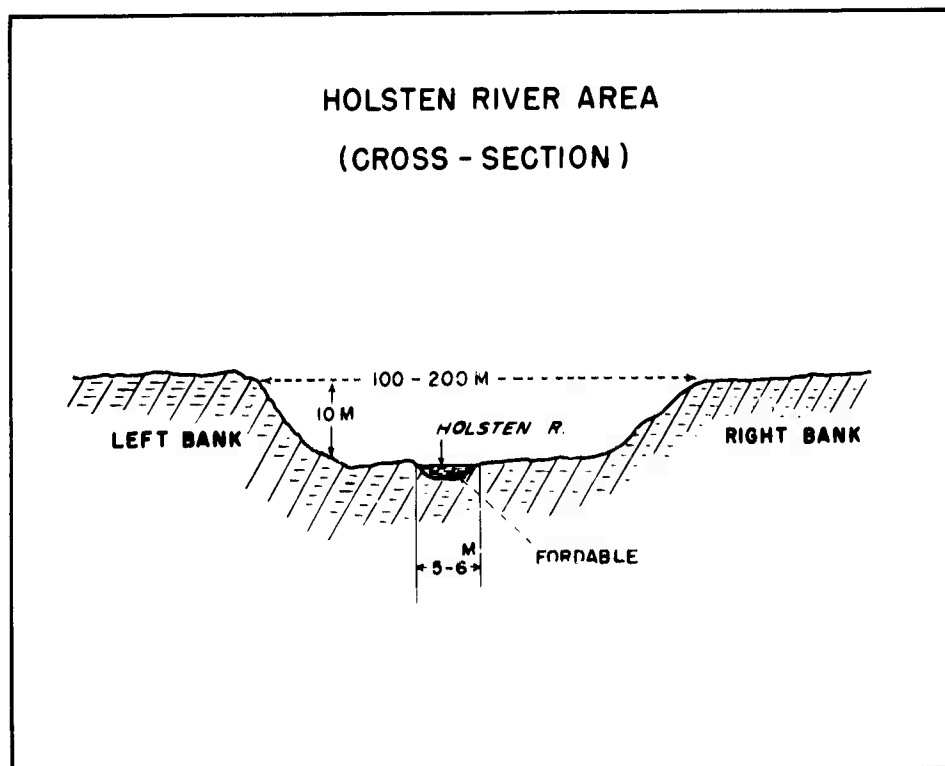 HOLSTEN RIVER AREA
(CROSS - SECTION)
100 - 200 M
10 M
HOLSTEN R.
LEFT BANK
RIGHT BANK
M
5-6
FORDABLE